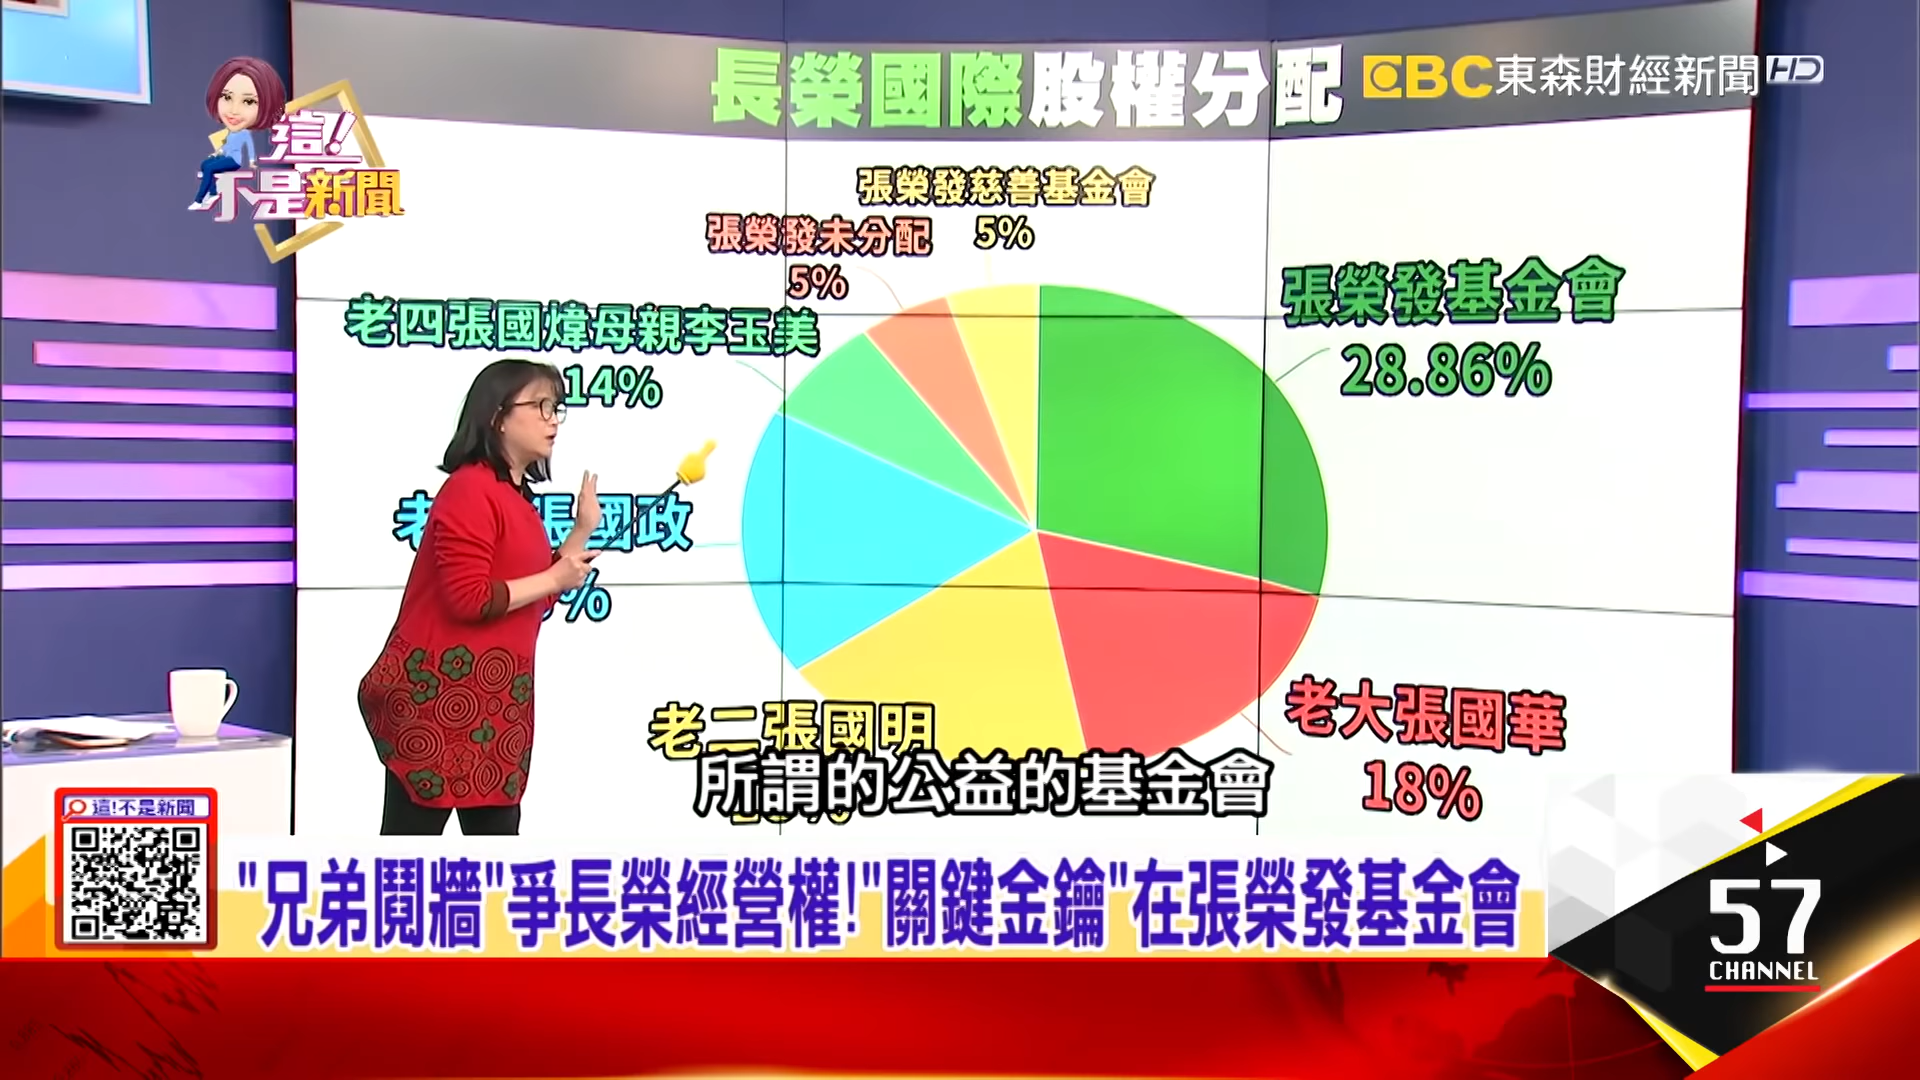 長榮國際股權分配
EBC東森財經新聞HD
這!
不是新聞
張榮發慈善基金會
5%
張榮發未分配
5%
張榮發基金會
28.86%
老四張國煒母親李玉美
14%
張國政
%
老二張國明
老大張國華
18%
所謂的公益的基金會
這!不是新聞
"兄弟鬩牆"爭長榮經營權!"關鍵金鑰"在張榮發基金會
57
CHANNEL